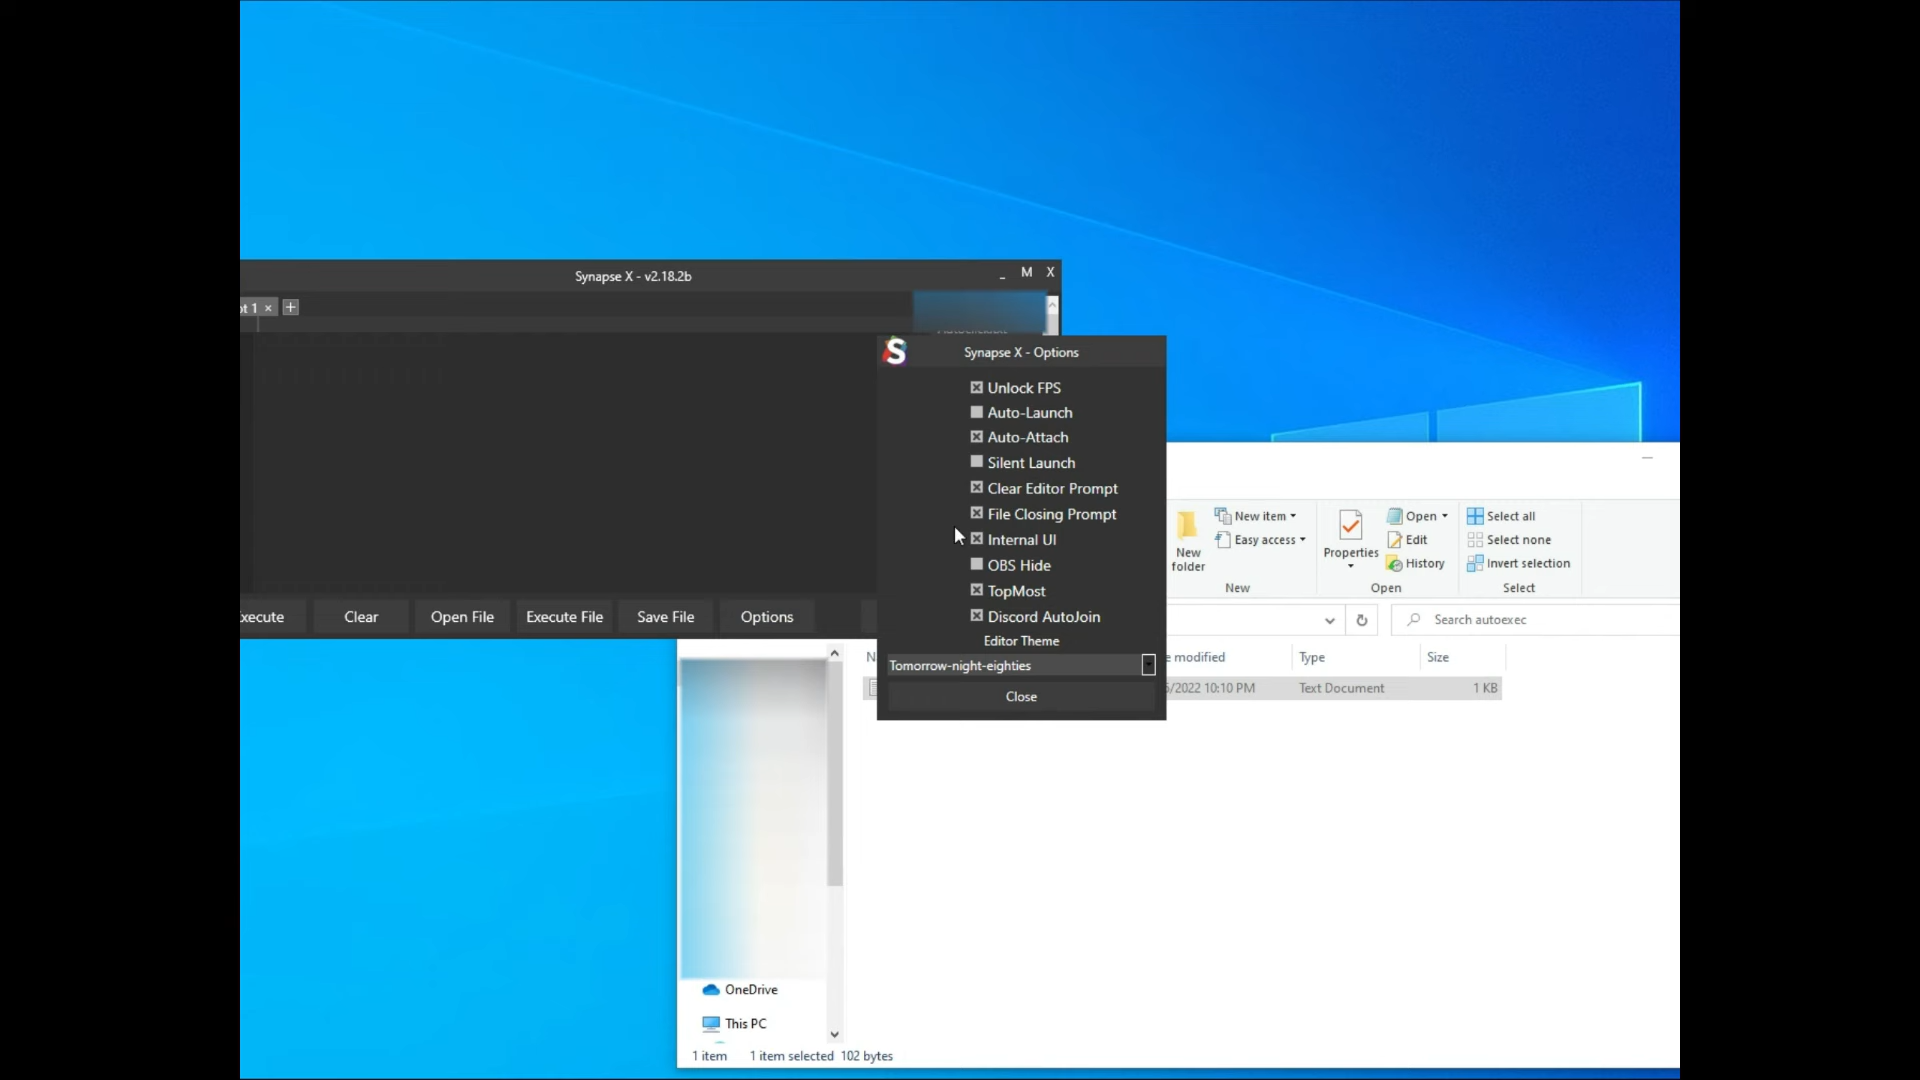 Synapse X - v2.18.2b
_ M X
ot 1 × +
Synapse X - Options
Unlock FPS
Auto-Launch
Auto-Attach
Silent Launch
Clear Editor Prompt
File Closing Prompt
Internal UI
OBS Hide
TopMost
Discord AutoJoin
Editor Theme
Tomorrow-night-eighties
Close
xecute
Clear
Open File
Execute File
Save File
Options
New folder
New item
Easy access
New
Properties
Open
Edit
History
Open
Select all
Select none
Invert selection
Select
Search autoexec
N
e modified
Type
Size
/2022 10:10 PM
Text Document
1 KB
OneDrive
This PC
1 item
1 item selected 102 bytes